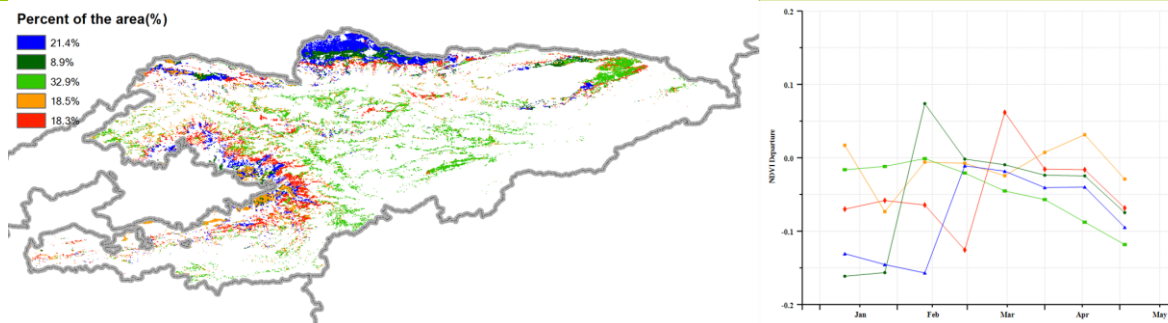 Percent of the area(%)
21.4%
8.9%
32.9%
18.5%
18.3%
0.2
0.1
0.0
-0.1
-0.2
NDVI Departure
Jan
Feb
Mar
Apr
May